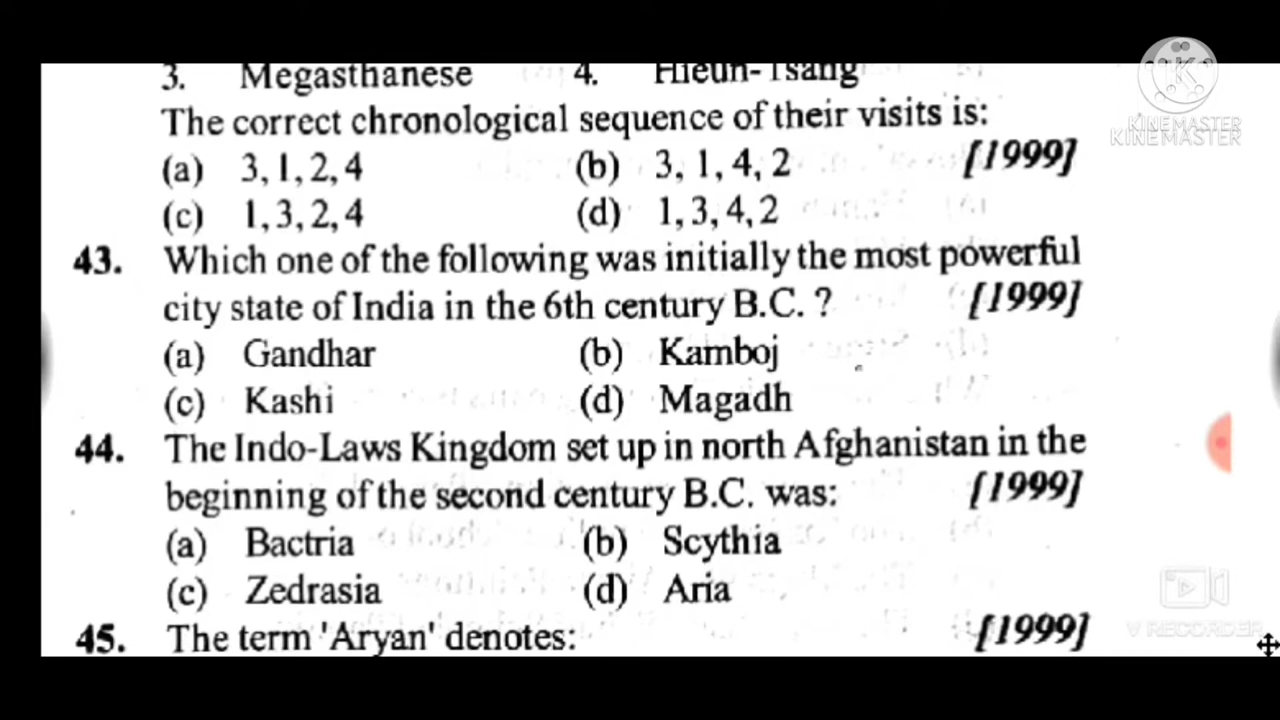 3. Megasthanese 4. Hieun-Tsang
The correct chronological sequence of their visits is:
(a) 3, 1, 2, 4 (b) 3, 1, 4, 2 [1999]
(c) 1, 3, 2, 4 (d) 1, 3, 4, 2
43. Which one of the following was initially the most powerful
city state of India in the 6th century B.C. ? [1999]
(a) Gandhar (b) Kamboj
(c) Kashi (d) Magadh
44. The Indo-Laws Kingdom set up in north Afghanistan in the
beginning of the second century B.C. was: [1999]
(a) Bactria (b) Scythia
(c) Zedrasia (d) Aria
45. The term 'Aryan' denotes: [1999]
K
KINEMASTER
KINEMASTER
V RECORDER